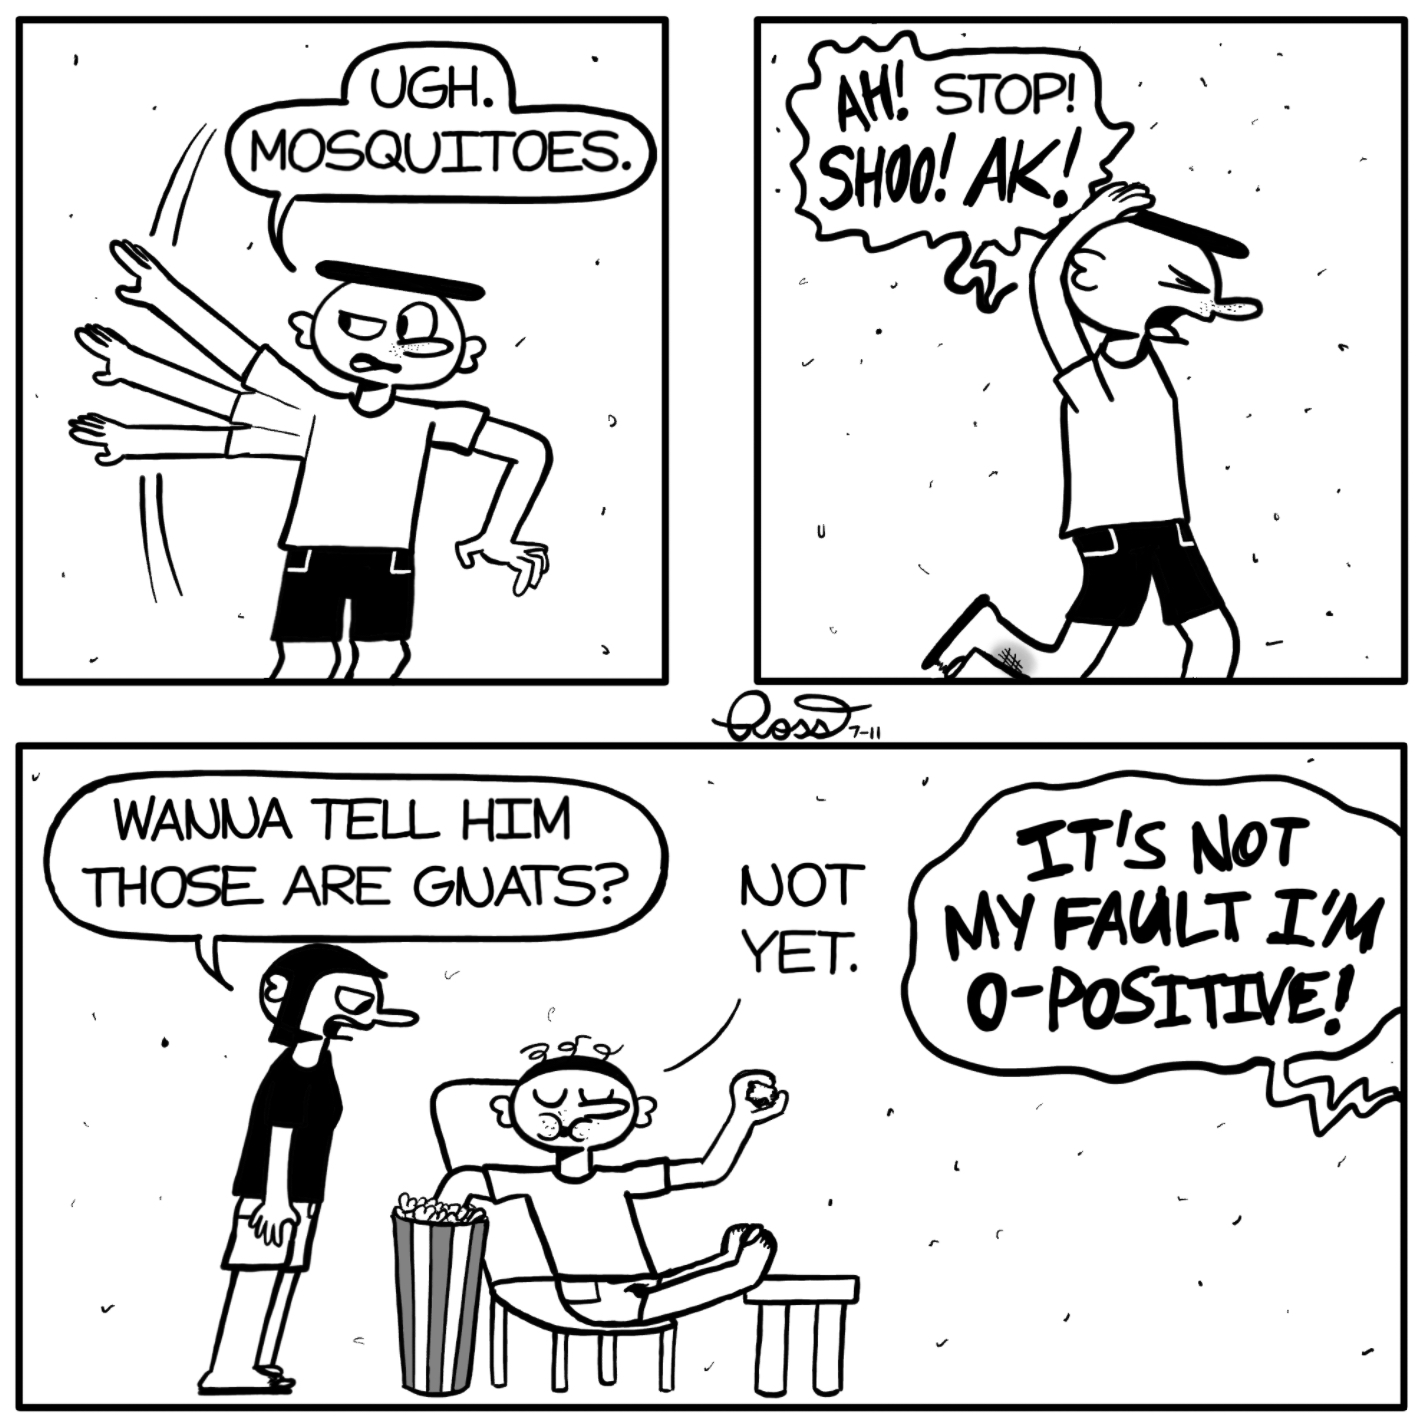 UGH.
MOSQUITOES.
AH! STOP!
SHOO! AK!
Ross 7-11
WANNA TELL HIM
THOSE ARE GNATS?
NOT
YET.
IT'S NOT
MY FAULT I'M
O-POSITIVE!